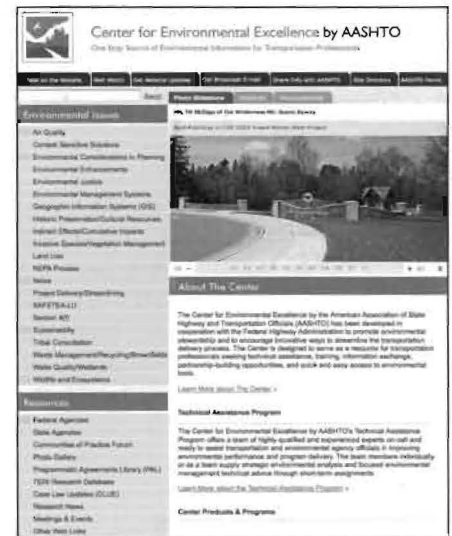 Center for Environmental Excellence by AASHTO
One Stop Source of Environmental Information for Transportation Professionals
Search
Photo Slideshow
Environmental Issues
Air Quality
Context Sensitive Solutions
Environmental Considerations in Planning
Environmental Enhancements
Environmental Justice
Environmental Management Systems
Geographic Information Systems (GIS)
Historic Preservation/Cultural Resources
Indirect Effects/Cumulative Impacts
Invasive Species/Vegetation Management
Land Use
NEPA Process
Noise
Project Delivery/Streamlining
SAFETEA-LU
Section 4(f)
Sustainability
Tribal Consultation
Waste Management/Recycling/Brownfields
Water Quality/Wetlands
Wildlife and Ecosystems
Resources
Federal Agencies
State Agencies
Communities of Practice Forum
Photo Gallery
Programmatic Agreements Library (PAL)
TERI Research Database
Case Law Updates (CLUE)
Research News
Meetings & Events
Other Web Links
About The Center
The Center for Environmental Excellence by the American Association of State
Highway and Transportation Officials (AASHTO) has been developed in
cooperation with the Federal Highway Administration to promote environmental
stewardship and to encourage innovative ways to streamline the transportation
delivery process. The Center is designed to serve as a resource for transportation
professionals seeking technical assistance, training, information exchange,
partnership-building opportunities, and quick and easy access to environmental
tools.
Learn More about The Center »
Technical Assistance Program
The Center for Environmental Excellence by AASHTO's Technical Assistance
Program offers a team of highly-qualified and experienced experts on call and
ready to assist transportation and environmental agency officials in improving
environmental performance and program delivery. The team members individually
or as a team supply strategic environmental analysis and focused environmental
management technical advice through short-term assignments.
Learn More about the Technical Assistance Program »
Center Products & Programs